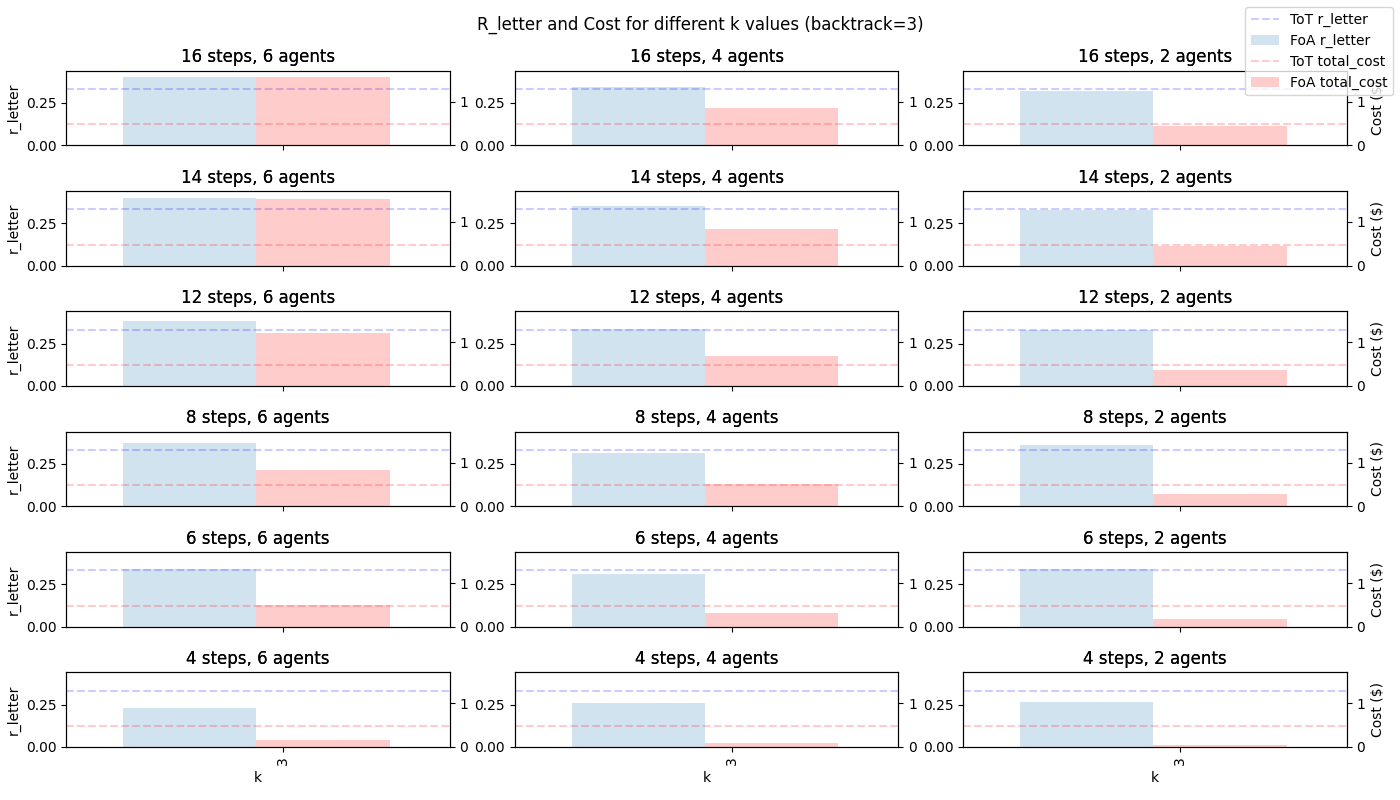 R_letter and Cost for different k values (backtrack=3)
ToT r_letter
FoA r_letter
ToT total_cost
FoA total_cost
16 steps, 6 agents
16 steps, 4 agents
16 steps, 2 agents
r_letter
0.25
0.00
1
0
0.25
0.00
1
0
0.25
0.00
1
0
Cost ($)
14 steps, 6 agents
14 steps, 4 agents
14 steps, 2 agents
r_letter
0.25
0.00
1
0
0.25
0.00
1
0
0.25
0.00
1
0
Cost ($)
12 steps, 6 agents
12 steps, 4 agents
12 steps, 2 agents
r_letter
0.25
0.00
1
0
0.25
0.00
1
0
0.25
0.00
1
0
Cost ($)
8 steps, 6 agents
8 steps, 4 agents
8 steps, 2 agents
r_letter
0.25
0.00
1
0
0.25
0.00
1
0
0.25
0.00
1
0
Cost ($)
6 steps, 6 agents
6 steps, 4 agents
6 steps, 2 agents
r_letter
0.25
0.00
1
0
0.25
0.00
1
0
0.25
0.00
1
0
Cost ($)
4 steps, 6 agents
4 steps, 4 agents
4 steps, 2 agents
r_letter
0.25
0.00
1
0
0.25
0.00
1
0
0.25
0.00
1
0
Cost ($)
3
3
3
k
k
k